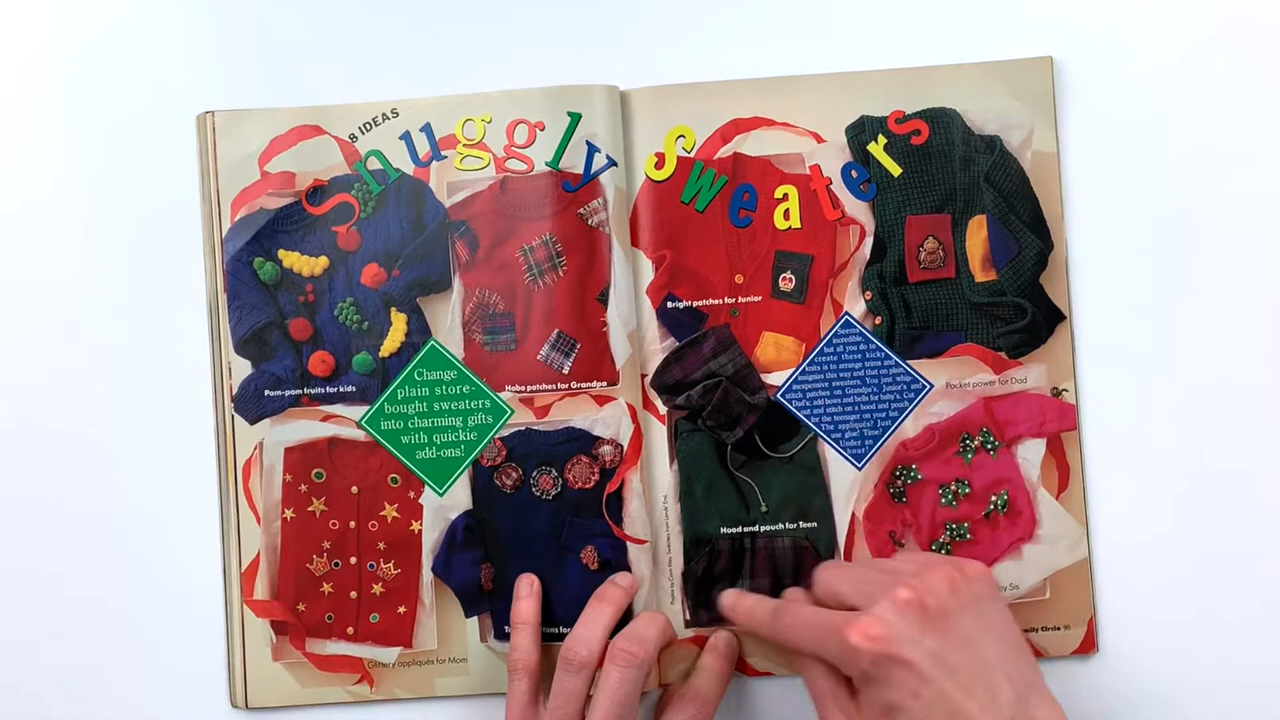 8 IDEAS
Snuggly Sweaters
Pom-pom fruits for kids
Hobo patches for Grandpa
Change
plain store-
bought sweaters
into charming gifts
with quickie
add-ons!
Glittery appliqués for Mom
Bright patches for Junior
Seems
incredible,
but all you do to
create these kicky
knits is to arrange trims and
insignias this way and that on plain,
inexpensive sweaters. You just whip-
stitch patches on Grandpa's, Junior's and
Dad's; add bows and bells for baby's. Cut
out and stitch on a hood and pouch
for the teenager on your list.
The appliqués? Just
use glue! Time?
Under an
hour!
Pocket power for Dad
Hood and pouch for Teen
Sis
Circle 95